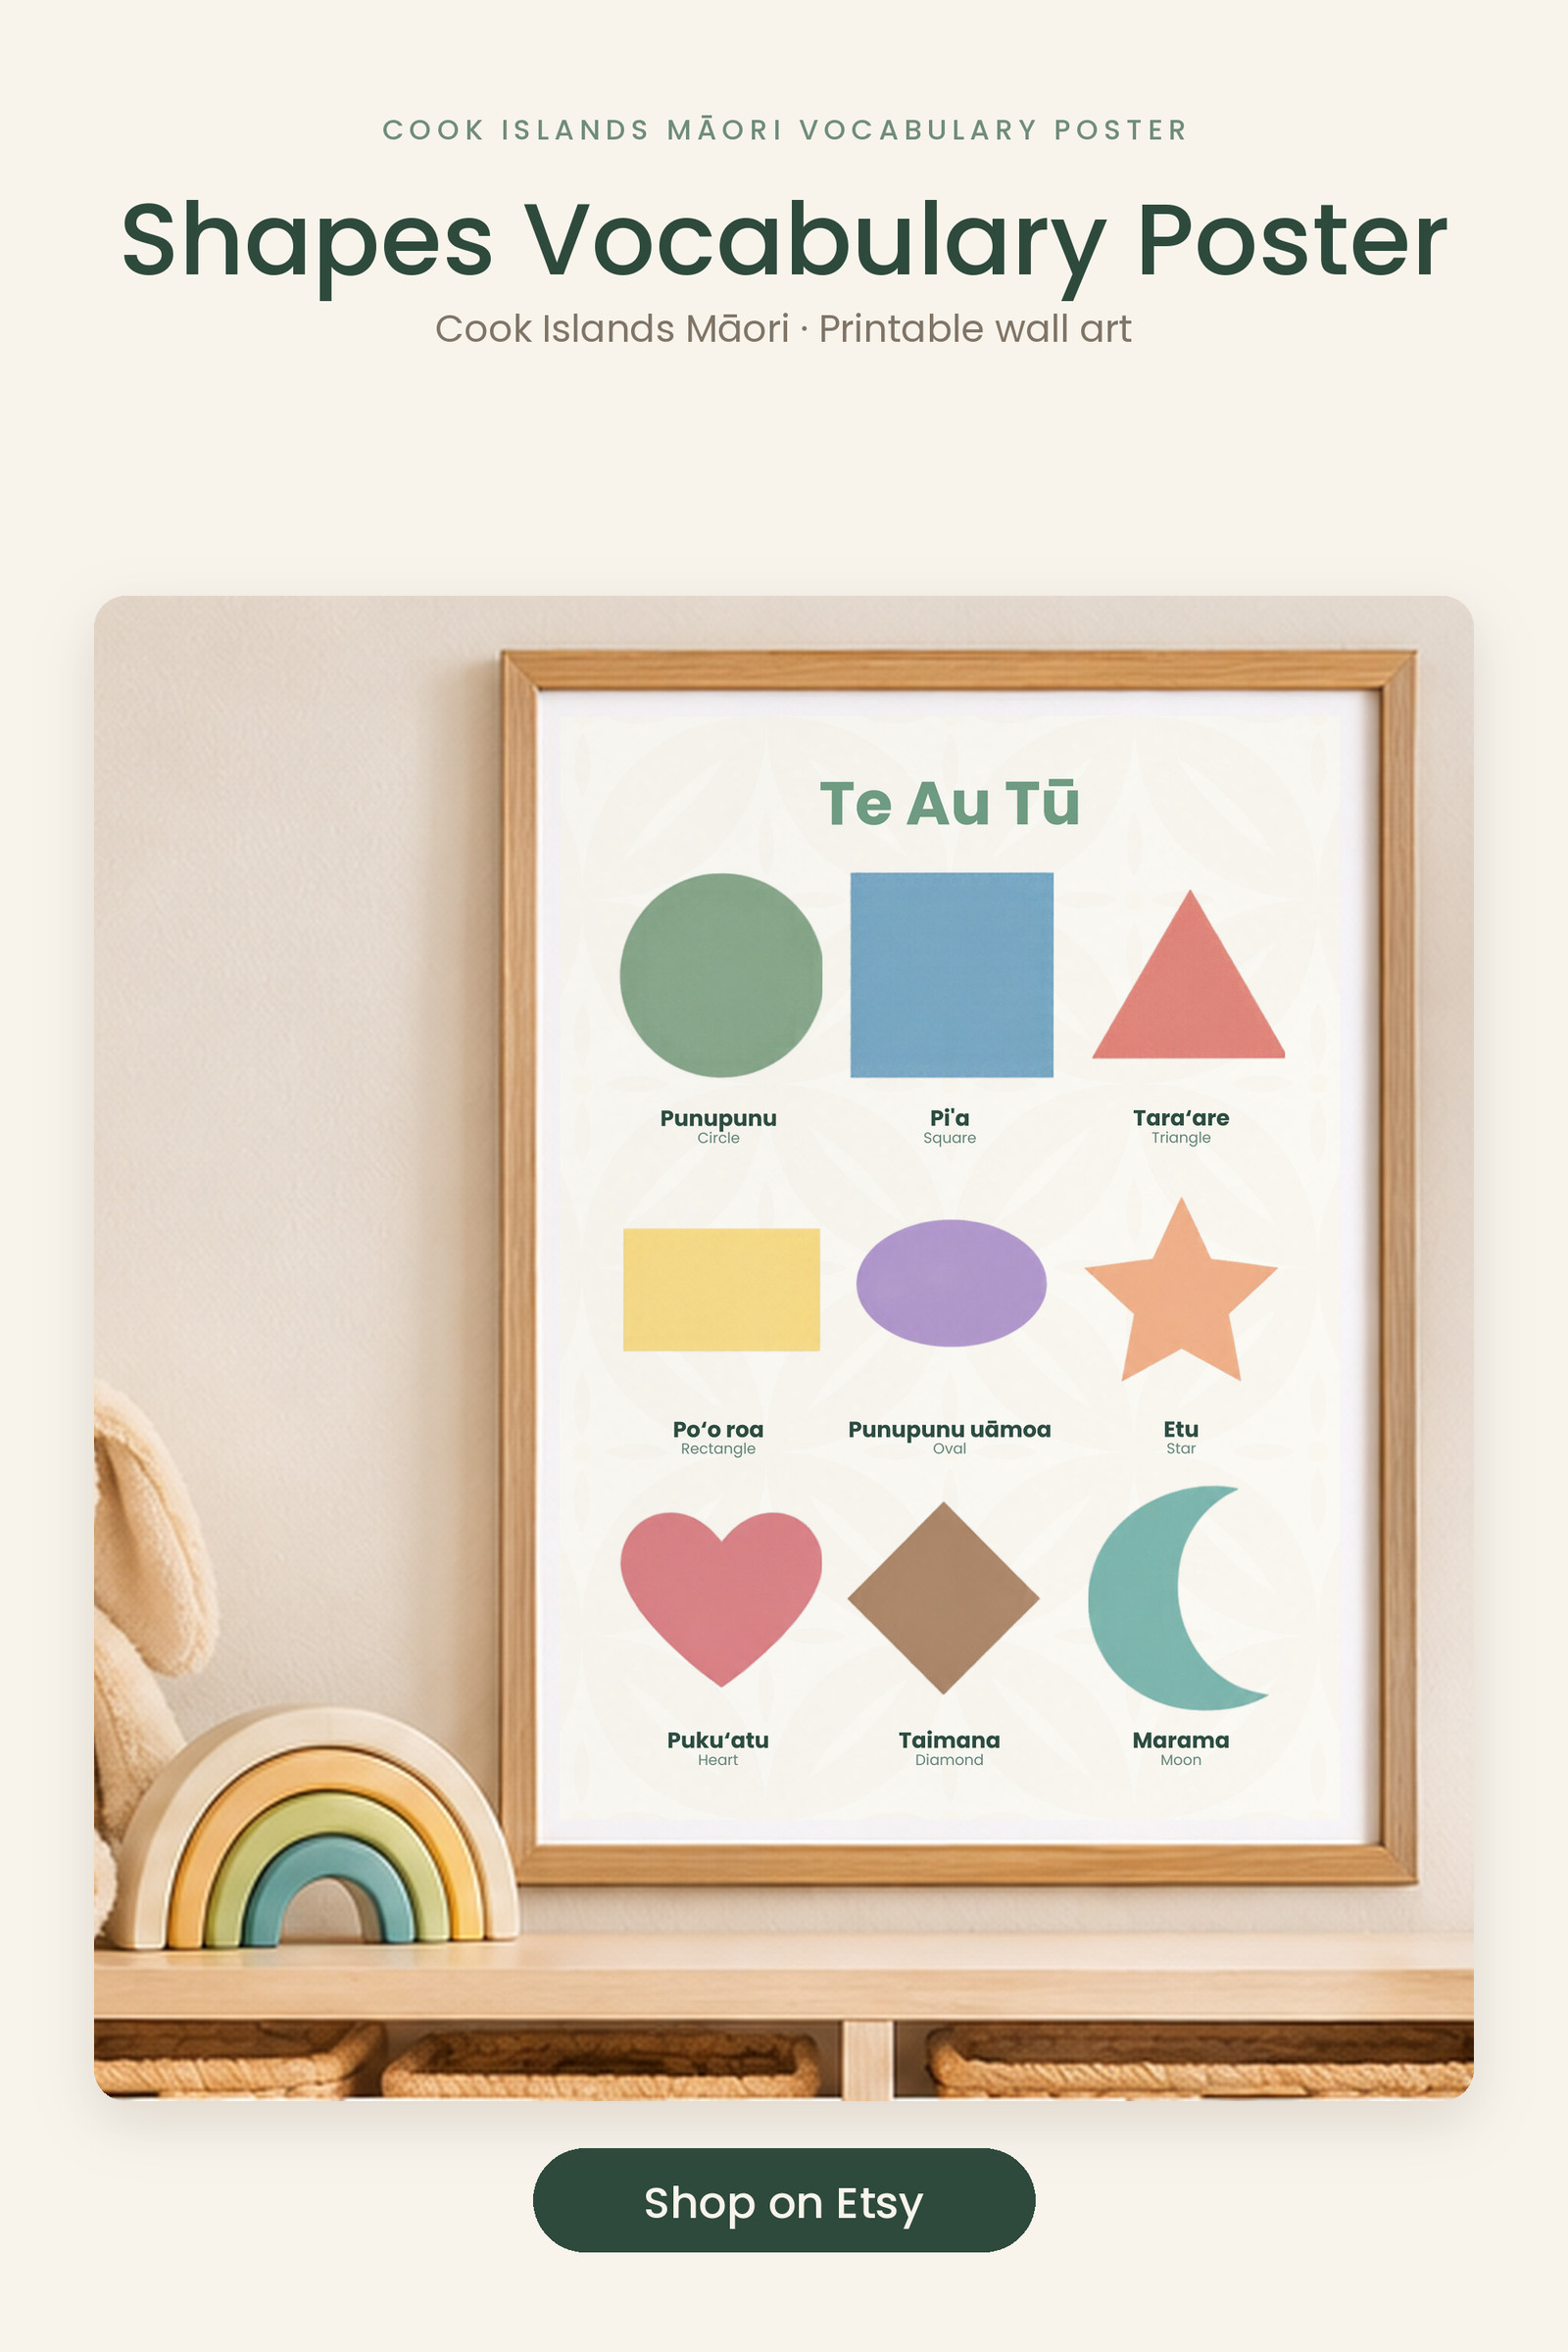 COOK ISLANDS MĀORI VOCABULARY POSTER
Shapes Vocabulary Poster
Cook Islands Māori · Printable wall art
Te Au Tū
Punupunu
Circle
Pi'a
Square
Tara‘are
Triangle
Po‘o roa
Rectangle
Punupunu uāmoa
Oval
Etu
Star
Puku‘atu
Heart
Taimana
Diamond
Marama
Moon
Shop on Etsy